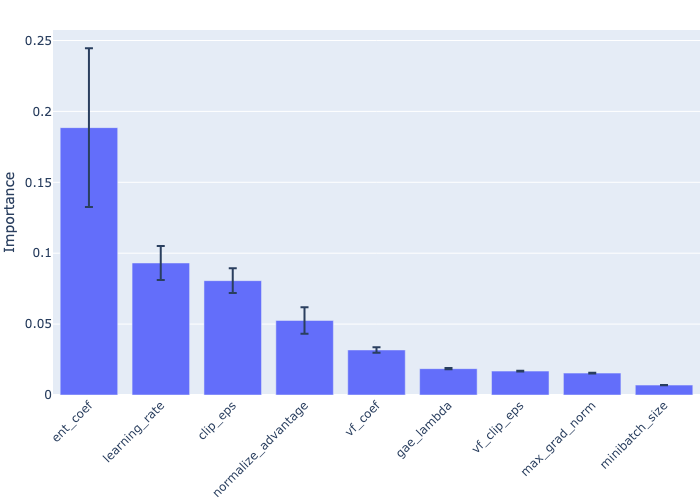 0.25
0.2
0.15
0.1
0.05
0
Importance
ent_coef
learning_rate
clip_eps
normalize_advantage
vf_coef
gae_lambda
vf_clip_eps
max_grad_norm
minibatch_size